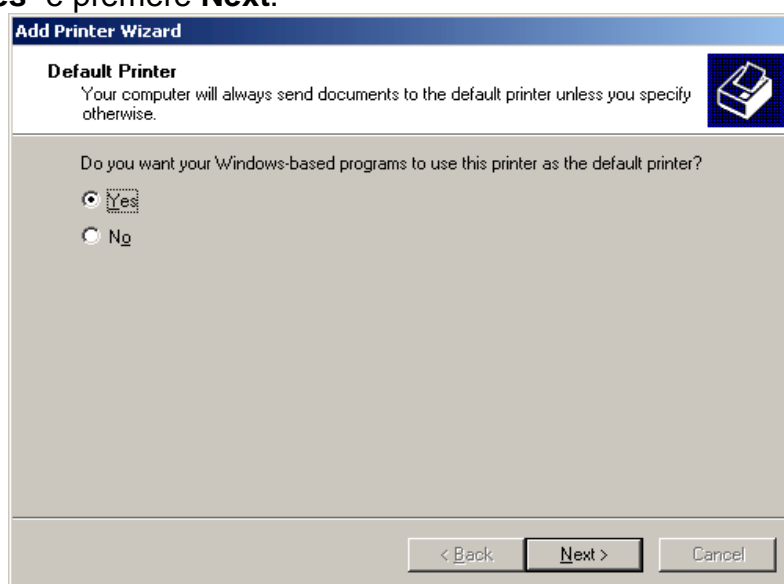 es" e premere Next.
Add Printer Wizard
Default Printer
Your computer will always send documents to the default printer unless you specify
otherwise.
Do you want your Windows-based programs to use this printer as the default printer?
Yes
No
< Back
Next >
Cancel